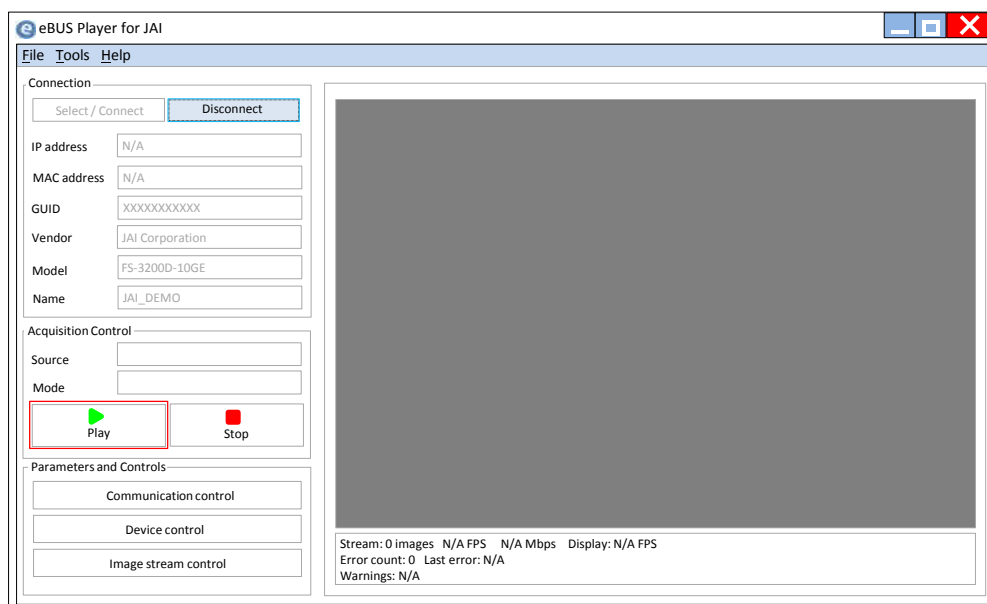 eBUS Player for JAI
File Tools Help
Connection
Select / Connect Disconnect
IP address N/A
MAC address N/A
GUID XXXXXXXXXXX
Vendor JAI Corporation
Model FS-3200D-10GE
Name JAI_DEMO
Acquisition Control
Source
Mode
Play Stop
Parameters and Controls
Communication control
Device control
Image stream control
Stream: 0 images N/A FPS N/A Mbps Display: N/A FPS
Error count: 0 Last error: N/A
Warnings: N/A